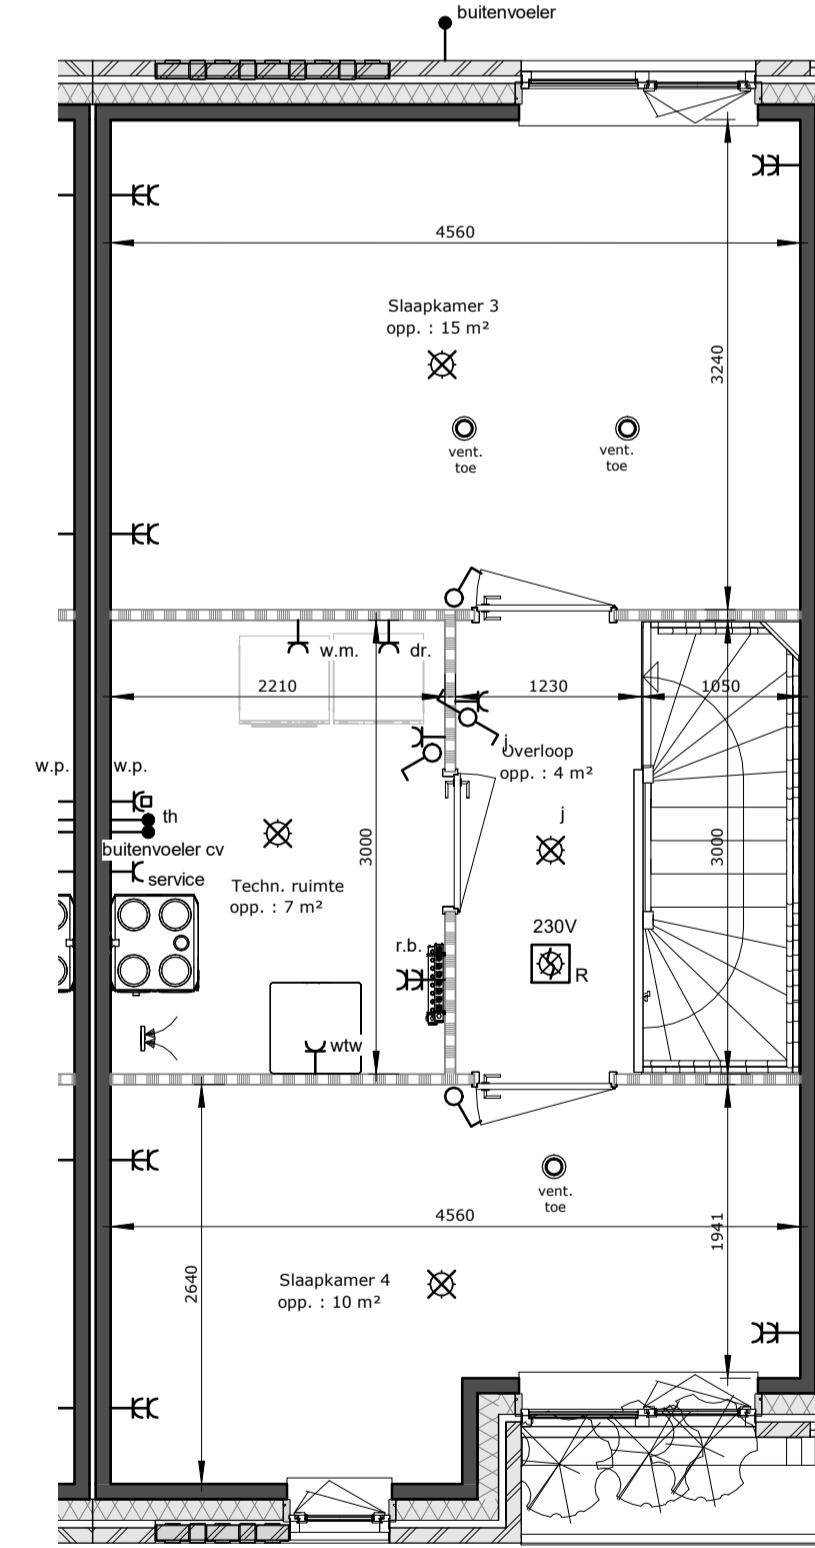 buitenvoeler
4560
Slaapkamer 3
opp. : 15 m²
3240
vent.
toe
vent.
toe
w.m.
dr.
2210
1230
1050
j
Overloop
opp. : 4 m²
w.p.
w.p.
th
buitenvoeler cv
service
j
3000
3000
Techn. ruimte
opp. : 7 m²
230V
R
r.b.
wtw
vent.
toe
4560
1941
2640
Slaapkamer 4
opp. : 10 m²